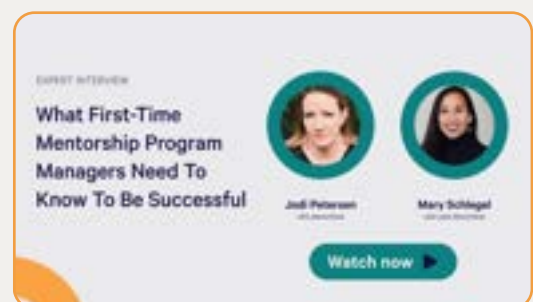 EXPERT INTERVIEW
What First-Time
Mentorship Program
Managers Need To
Know To Be Successful
Jodi Petersen
Mary Schlegel
Watch now